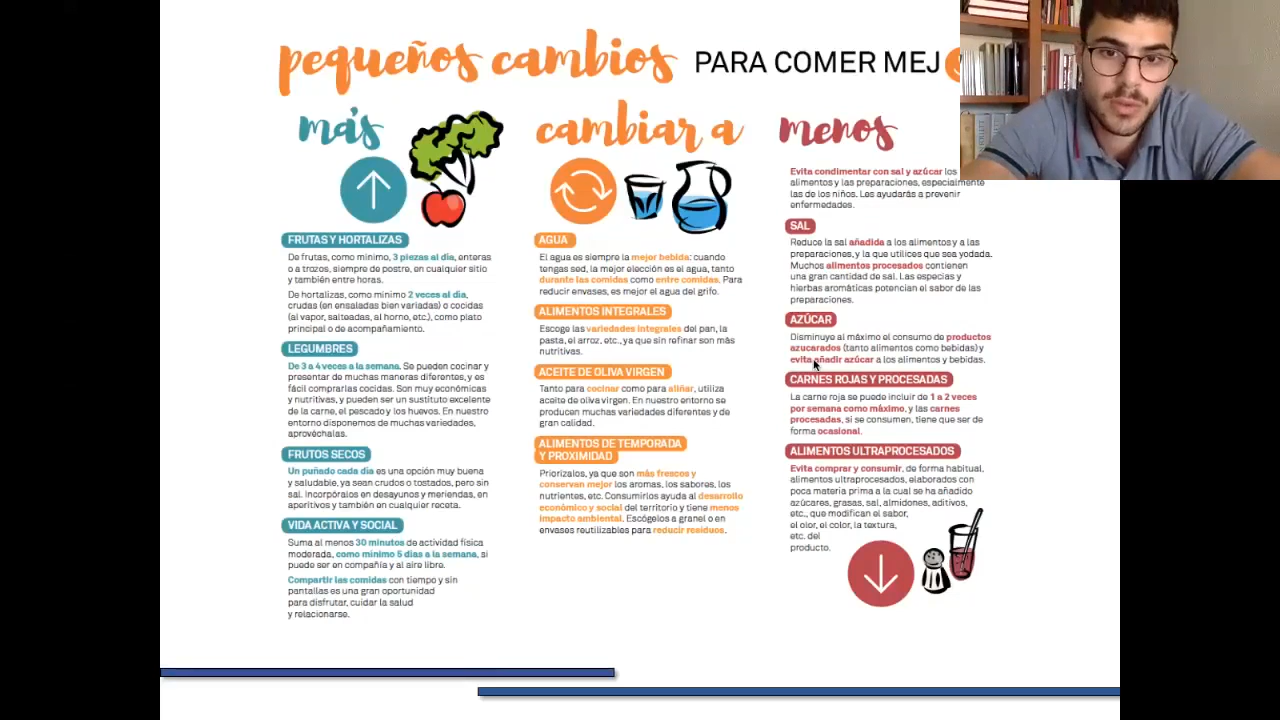 pequeños cambios PARA COMER MEJ
más
cambiar a
menos
FRUTAS Y HORTALIZAS
De frutas, como mínimo, 3 piezas al día, enteras
o a trozos, siempre de postre, en cualquier sitio
y también entre horas.
De hortalizas, como mínimo 2 veces al día,
crudas (en ensaladas bien variadas) o cocidas
(al vapor, salteadas, al horno, etc.), como plato
principal o de acompañamiento.
LEGUMBRES
De 3 a 4 veces a la semana. Se pueden cocinar y
presentar de muchas maneras diferentes, y es
fácil comprarlas cocidas. Son muy económicas
y nutritivas, y pueden ser un sustituto excelente
de la carne, el pescado y los huevos. En nuestro
entorno disponemos de muchas variedades,
aprovéchalas.
FRUTOS SECOS
Un puñado cada día es una opción muy buena
y saludable, ya sean crudos o tostados, pero sin
sal. Incorpóralos en desayunos y meriendas, en
aperitivos y también en cualquier receta.
VIDA ACTIVA Y SOCIAL
Suma al menos 30 minutos de actividad física
moderada, como mínimo 5 días a la semana, si
puede ser en compañía y al aire libre.
Compartir las comidas con tiempo y sin
pantallas es una gran oportunidad
para disfrutar, cuidar la salud
y relacionarse.
AGUA
El agua es siempre la mejor bebida: cuando
tengas sed, la mejor elección es el agua, tanto
durante las comidas como entre comidas. Para
reducir envases, es mejor el agua del grifo.
ALIMENTOS INTEGRALES
Escoge las variedades integrales del pan, la
pasta, el arroz, etc., ya que sin refinar son más
nutritivas.
ACEITE DE OLIVA VIRGEN
Tanto para cocinar como para aliñar, utiliza
aceite de oliva virgen. En nuestro entorno se
producen muchas variedades diferentes y de
gran calidad.
ALIMENTOS DE TEMPORADA
Y PROXIMIDAD
Priorízalos, ya que son más frescos y
conservan mejor los aromas, los sabores, los
nutrientes, etc. Consumirlos ayuda al desarrollo
económico y social del territorio y tiene menos
impacto ambiental. Escógelos a granel o en
envases reutilizables para reducir residuos.
Evita condimentar con sal y azúcar los
alimentos y las preparaciones, especialmente
las de los niños. Les ayudarás a prevenir
enfermedades.
SAL
Reduce la sal añadida a los alimentos y a las
preparaciones, y la que utilices que sea yodada.
Muchos alimentos procesados contienen
una gran cantidad de sal. Las especias y
hierbas aromáticas potencian el sabor de las
preparaciones.
AZÚCAR
Disminuye al máximo el consumo de productos
azucarados (tanto alimentos como bebidas) y
evita añadir azúcar a los alimentos y bebidas.
CARNES ROJAS Y PROCESADAS
La carne roja se puede incluir de 1 a 2 veces
por semana como máximo, y las carnes
procesadas, si se consumen, tiene que ser de
forma ocasional.
ALIMENTOS ULTRAPROCESADOS
Evita comprar y consumir, de forma habitual,
alimentos ultraprocesados, elaborados con
poca materia prima a la cual se ha añadido
azúcares, grasas, sal, almidones, aditivos,
etc., que modifican el sabor,
el olor, el color, la textura,
etc. del
producto.